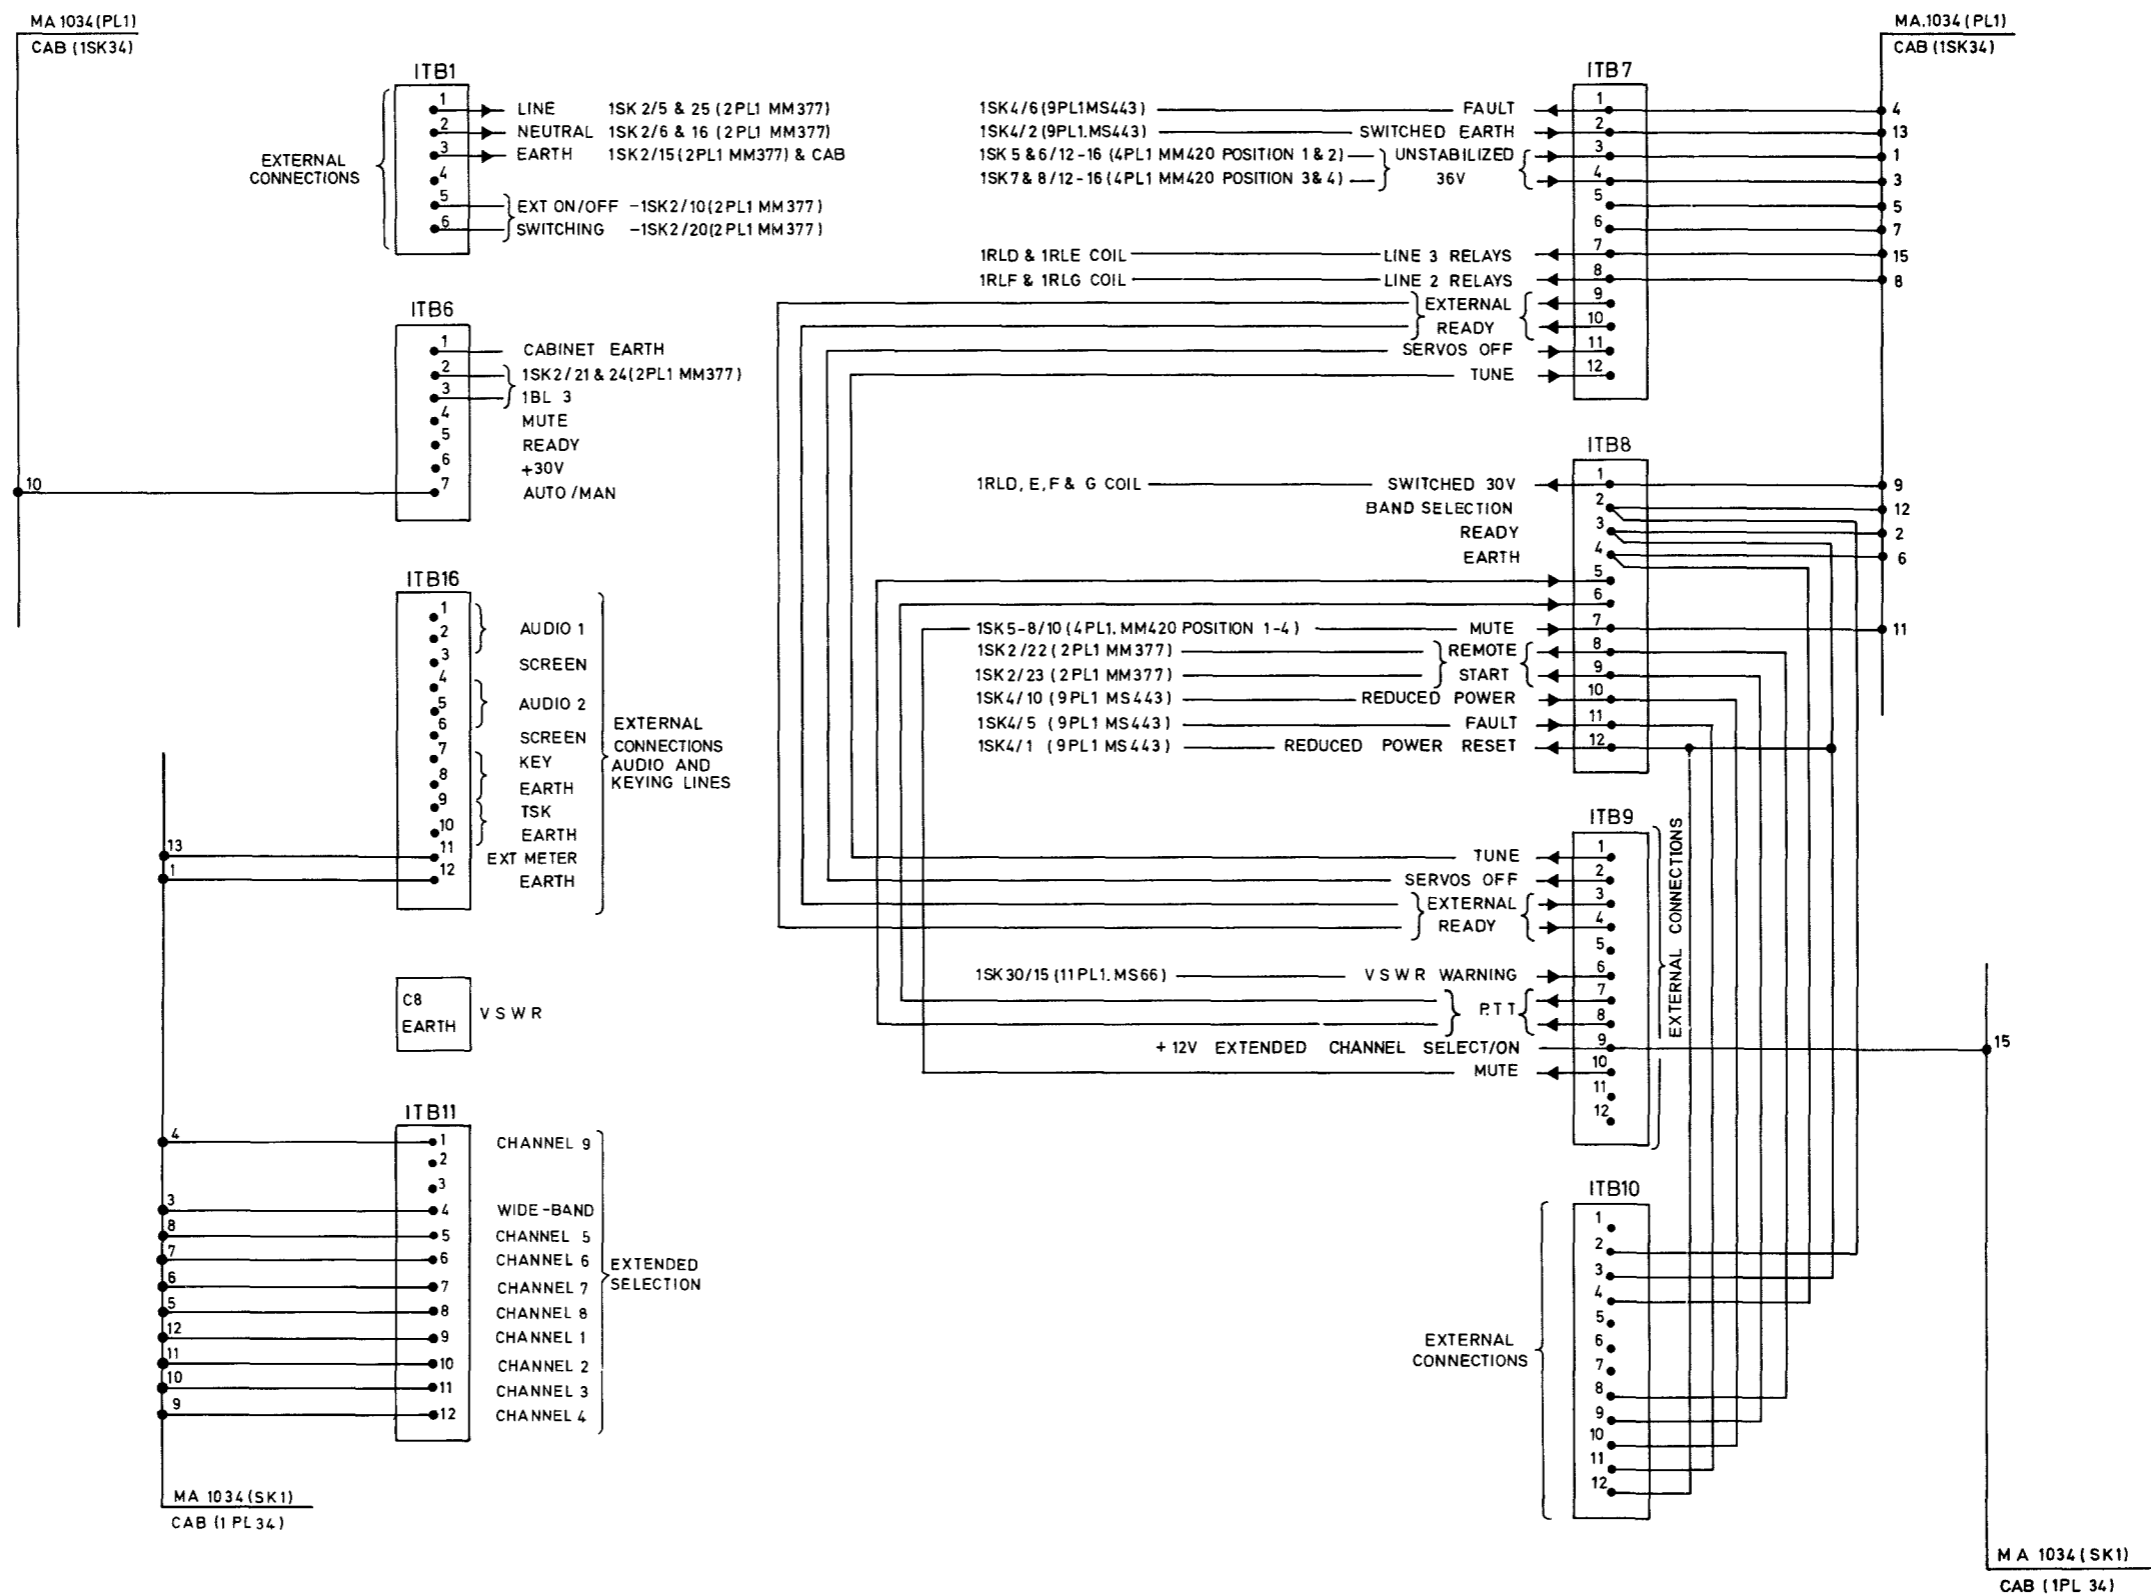 MA 1034 (PL1)
CAB (1SK34)
ITB1
EXTERNAL
CONNECTIONS
1 LINE 1SK 2/5 & 25 (2PL1 MM377)
2 NEUTRAL 1SK 2/6 & 16 (2PL1 MM377)
3 EARTH 1SK 2/15 (2PL1 MM377) & CAB
4
5 EXT ON/OFF -1SK2/10 (2PL1 MM377)
6 SWITCHING -1SK2/20 (2PL1 MM377)
ITB6
1 CABINET EARTH
2 1SK2/21 & 24 (2PL1 MM377)
3 1BL 3
4 MUTE
5 READY
6 +30V
10 7 AUTO/MAN
ITB16
1
2 AUDIO 1
3 SCREEN
4
5 AUDIO 2
6 SCREEN
7 KEY
8 EARTH
9 TSK
10 EARTH
13 11 EXT METER
1 12 EARTH
EXTERNAL
CONNECTIONS
AUDIO AND
KEYING LINES
C8
EARTH
VSWR
ITB11
4 1 CHANNEL 9
2
3
3 4 WIDE-BAND
8 5 CHANNEL 5
7 6 CHANNEL 6
6 7 CHANNEL 7
5 8 CHANNEL 8
12 9 CHANNEL 1
11 10 CHANNEL 2
10 11 CHANNEL 3
9 12 CHANNEL 4
EXTENDED
SELECTION
MA 1034 (SK1)
CAB (1 PL 34)
MA.1034 (PL1)
CAB (1SK34)
ITB7
1SK4/6 (9PL1MS443) FAULT 1 4
1SK4/2 (9PL1.MS443) SWITCHED EARTH 2 13
1SK 5 & 6/12-16 (4PL1 MM420 POSITION 1 & 2) UNSTABILIZED 3 1
1SK7 & 8/12-16 (4PL1 MM420 POSITION 3 & 4) 36V 4 3
5 5
6 7
1RLD & 1RLE COIL LINE 3 RELAYS 7 15
1RLF & 1RLG COIL LINE 2 RELAYS 8 8
EXTERNAL 9
READY 10
SERVOS OFF 11
TUNE 12
ITB8
1RLD, E, F & G COIL SWITCHED 30V 1 9
BAND SELECTION 2 12
READY 3 2
EARTH 4 6
5
6
1SK5-8/10 (4PL1. MM420 POSITION 1-4) MUTE 7 11
1SK2/22 (2PL1 MM377) REMOTE 8
1SK2/23 (2PL1 MM377) START 9
1SK4/10 (9PL1 MS443) REDUCED POWER 10
1SK4/5 (9PL1 MS443) FAULT 11
1SK4/1 (9PL1 MS443) REDUCED POWER RESET 12
ITB9
TUNE 1
SERVOS OFF 2
EXTERNAL 3
READY 4
5
1SK30/15 (11PL1. MS66) VSWR WARNING 6
7
P.T T
8
+ 12V EXTENDED CHANNEL SELECT/ON 9 15
MUTE 10
11
12
EXTERNAL CONNECTIONS
ITB10
1
2
3
4
5
6
7
8
9
10
11
12
EXTERNAL
CONNECTIONS
MA 1034 (SK1)
CAB (1PL 34)